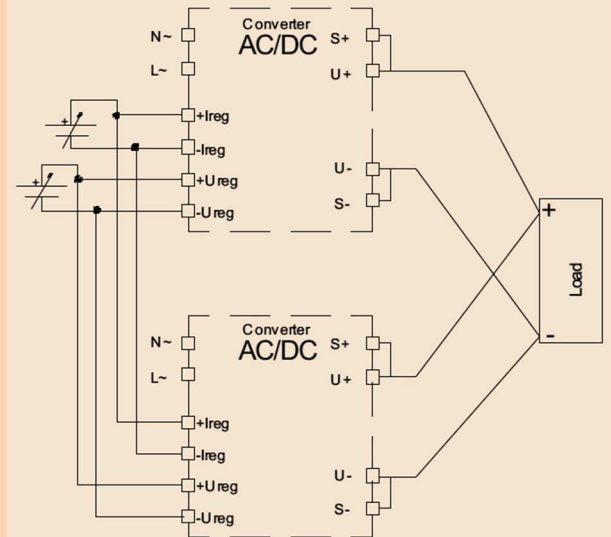 Converter
AC/DC
N~
L~
+Ireg
-Ireg
+Ureg
-Ureg
S+
U+
U-
S-
+
+
Converter
AC/DC
N~
L~
+Ireg
-Ireg
+Ureg
-Ureg
S+
U+
U-
S-
+
-
Load